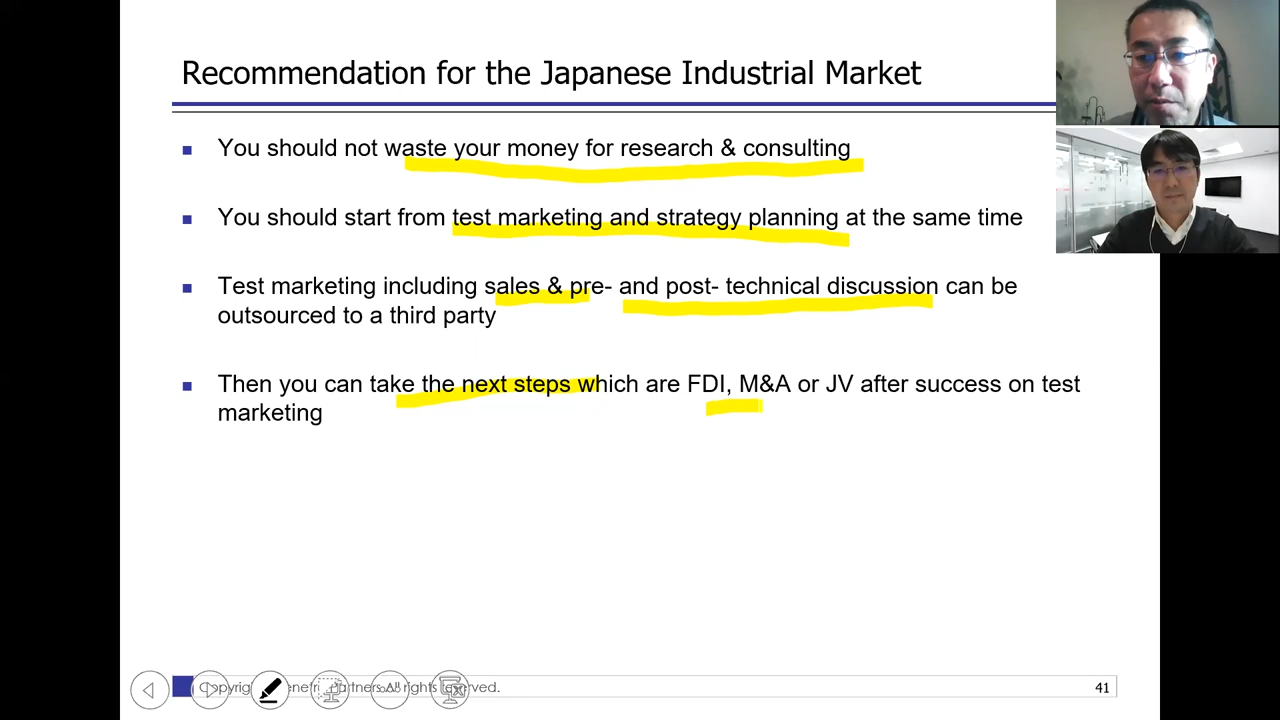 Recommendation for the Japanese Industrial Market
You should not waste your money for research & consulting
You should start from test marketing and strategy planning at the same time
Test marketing including sales & pre- and post- technical discussion can be
outsourced to a third party
Then you can take the next steps which are FDI, M&A or JV after success on test
marketing
All rights reserved.
41